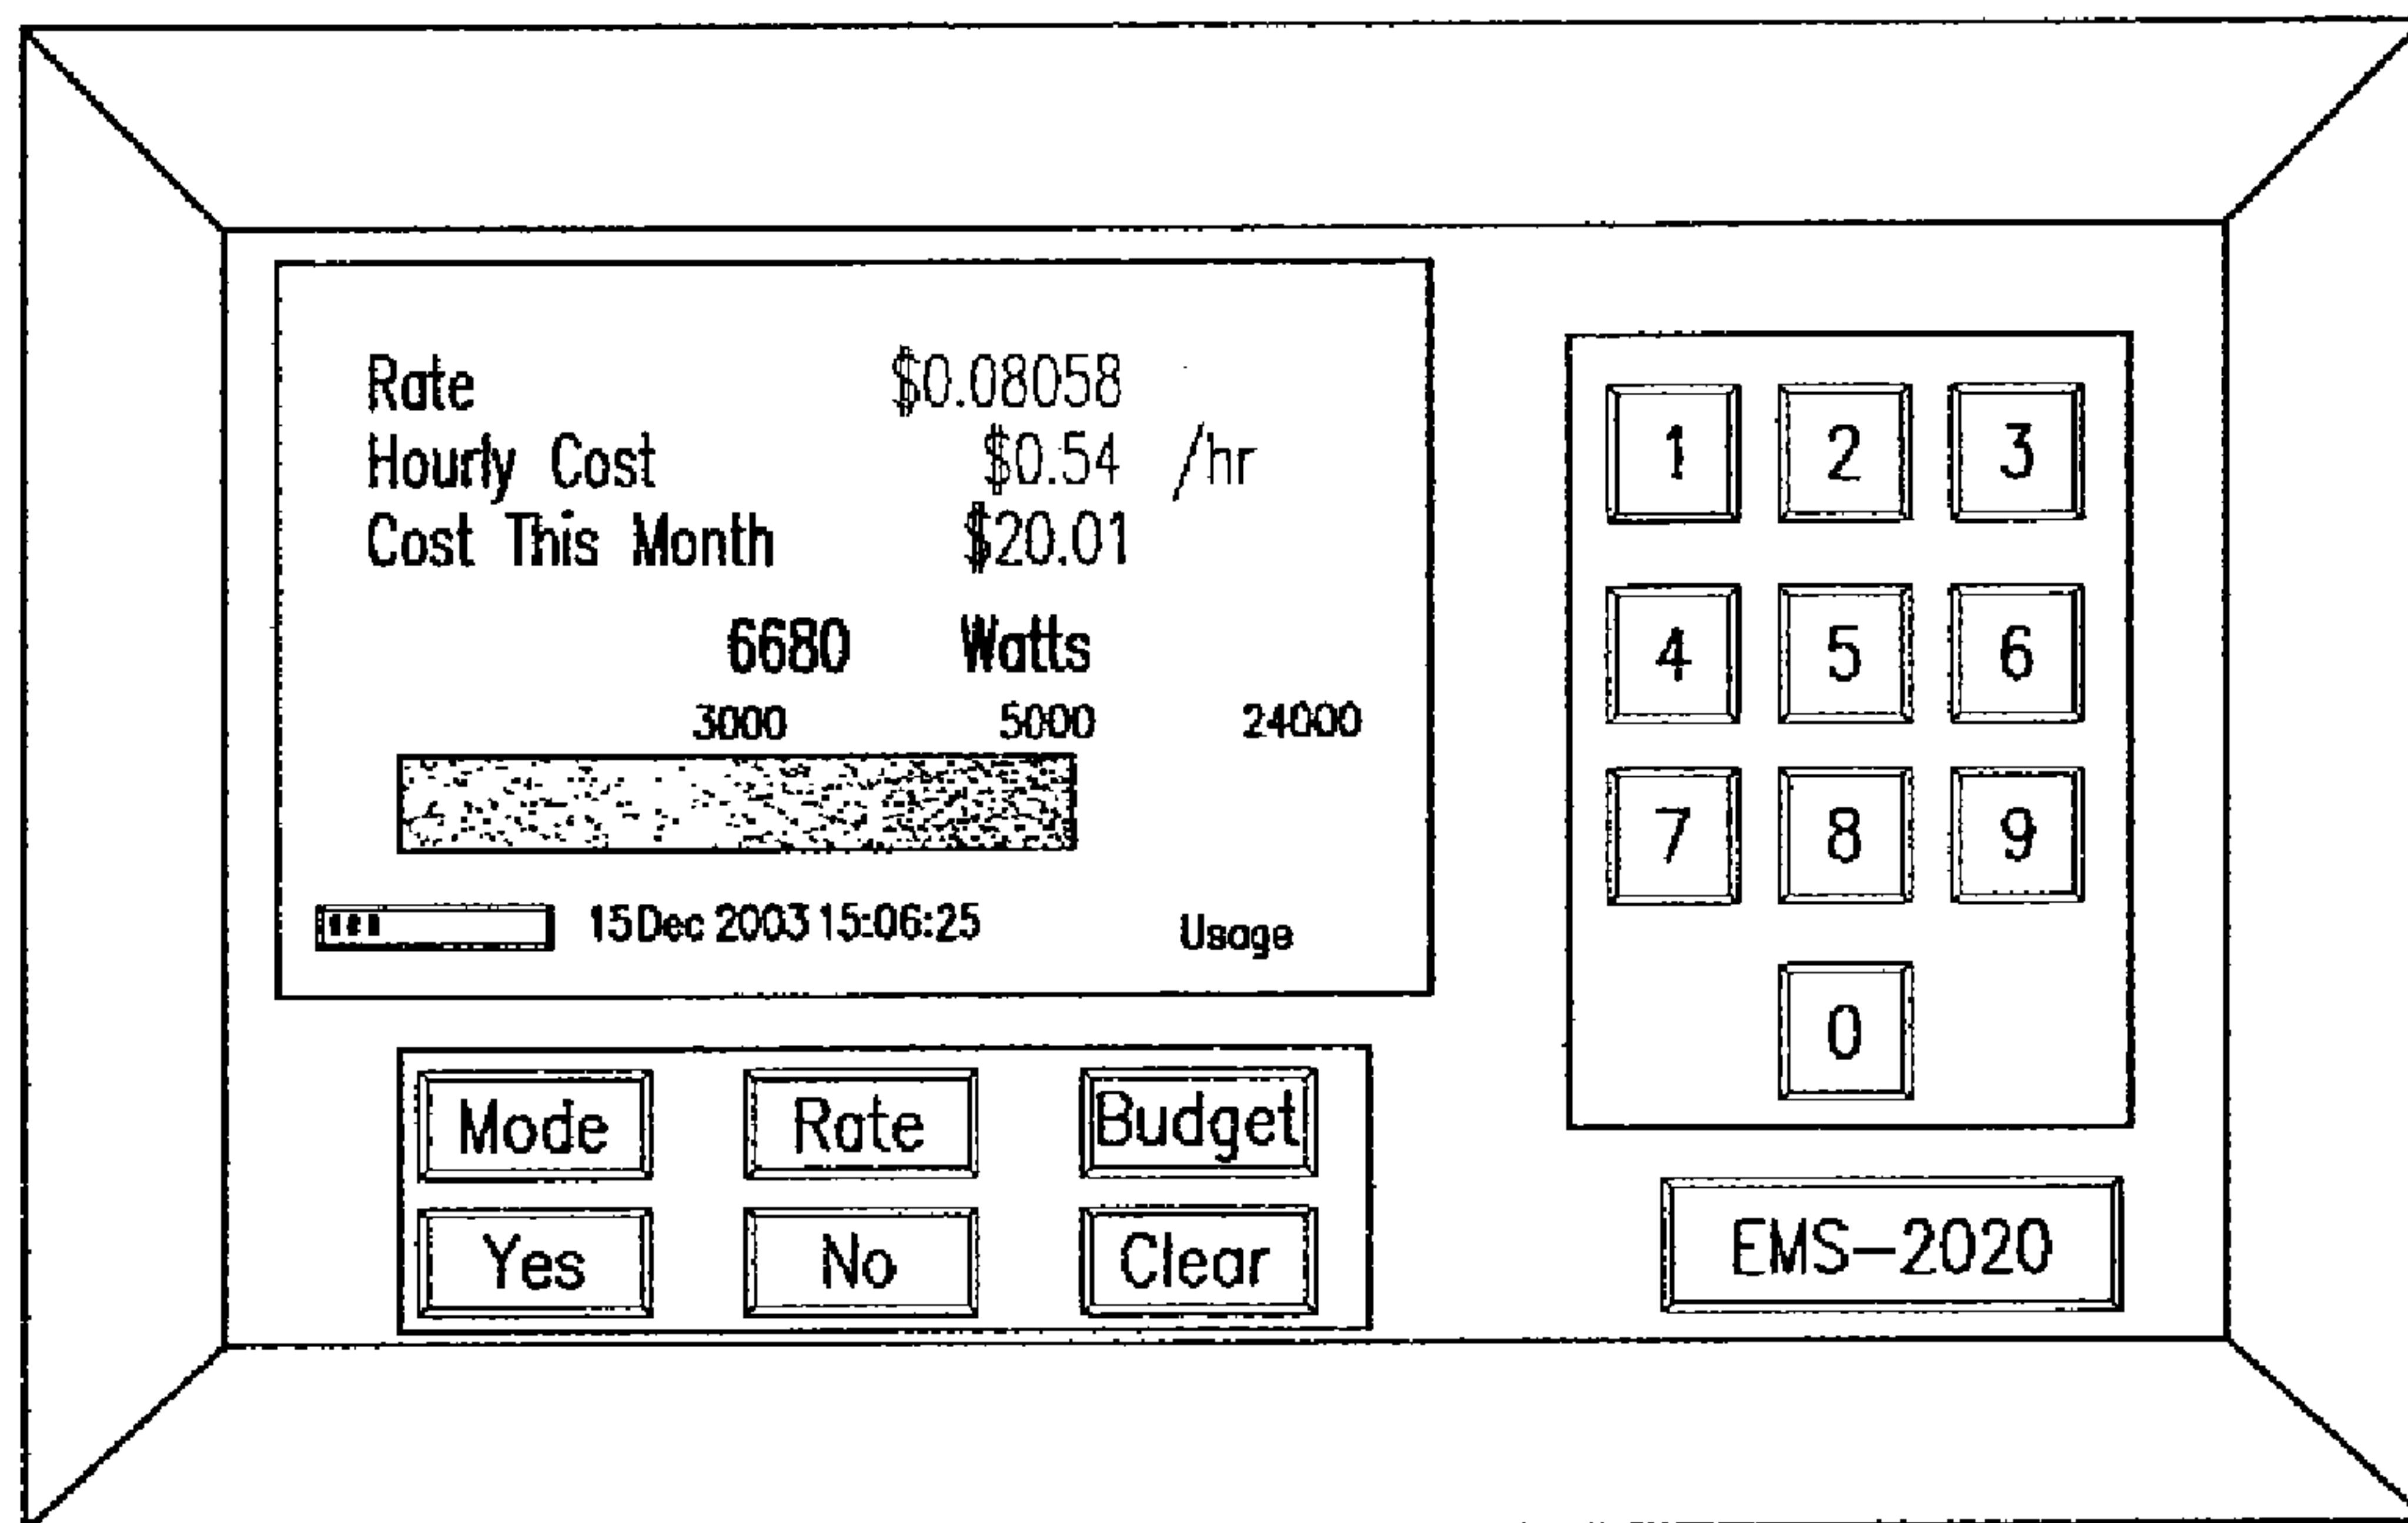 Rate $0.08058
Hourly Cost $0.54 /hr
Cost This Month $20.01
6680 Watts
3000 5000 24000
15 Dec 2003 15:06:25 Usage
Mode Rate Budget
Yes No Clear
1 2 3
4 5 6
7 8 9
0
EMS-2020